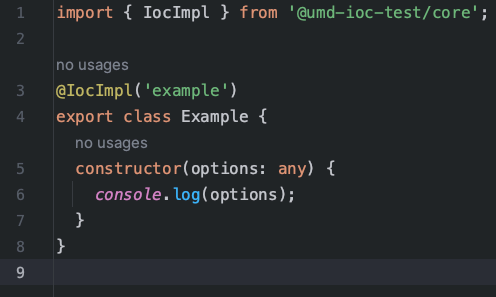 1 import { IocImpl } from '@umd-ioc-test/core';
2
no usages
3 @IocImpl('example')
4 export class Example {
no usages
5 constructor(options: any) {
6 console.log(options);
7 }
8 }
9